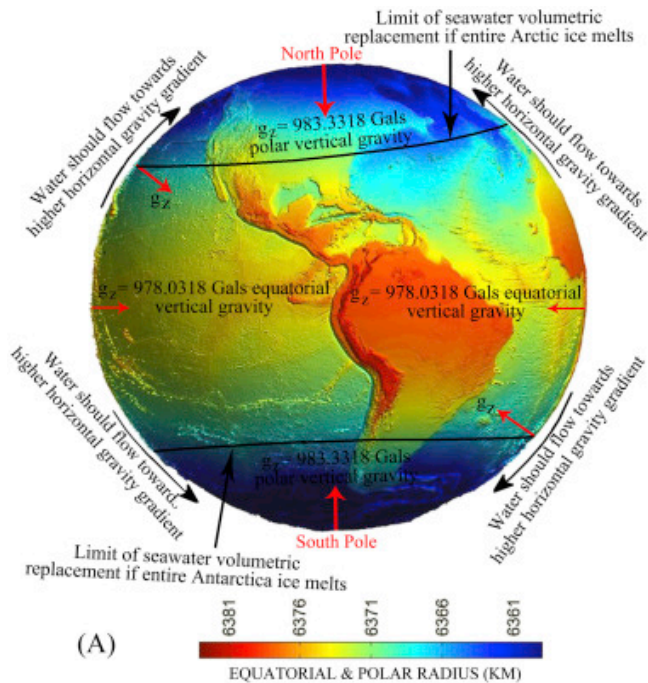 Limit of seawater volumetric
replacement if entire Arctic ice melts
North Pole
Water should flow towards
higher horizontal gravity gradient
Water should flow towards
higher horizontal gravity gradient
gz= 983.3318 Gals
polar vertical gravity
gz
gz= 978.0318 Gals equatorial
vertical gravity
gz= 978.0318 Gals equatorial
vertical gravity
Water should flow toward..
higher horizontal gravity gradient
gz
Water should flow towards
higher horizontal gravity gradient
gz= 983.3318 Gals
polar vertical gravity
South Pole
Limit of seawater volumetric
replacement if entire Antarctica ice melts
(A)
6381
6376
6371
6366
6361
EQUATORIAL & POLAR RADIUS (KM)